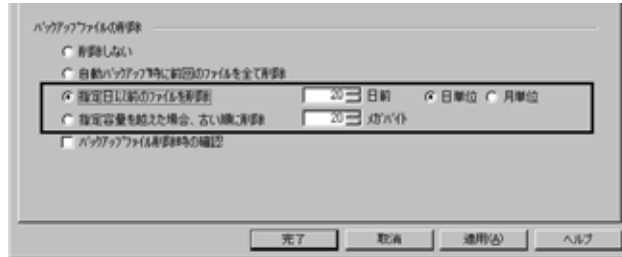 バックアップファイルの削除
削除しない
自動バックアップ時に前回のファイルを全て削除
指定日以前のファイルを削除 20 日前 日単位 月単位
指定容量を越えた場合、古い順に削除 20 メガバイト
バックアップファイル削除時の確認
完了 取消 適用(A) ヘルプ